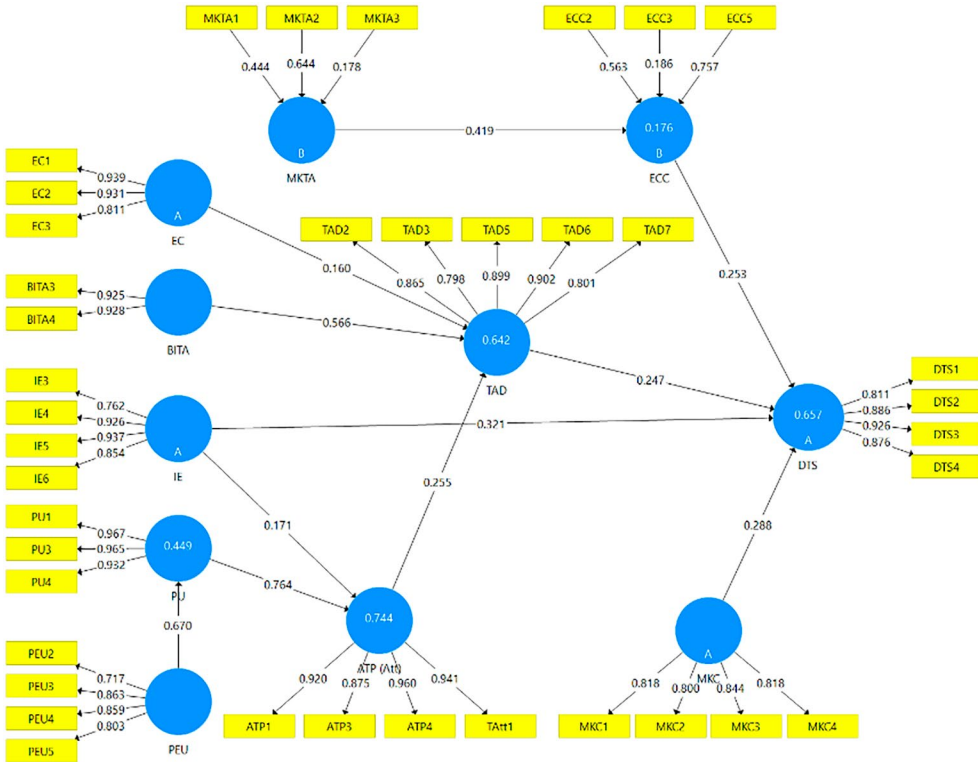 MKTA1 MKTA2 MKTA3 ECC2 ECC3 ECC5
0.444 0.644 0.178 0.563 0.186 0.757
0.176
B 0.419 B
MKTA ECC
EC1
0.939
EC2 0.931
0.811 A
EC3
EC
TAD2 TAD3 TAD5 TAD6 TAD7
0.160 0.865 0.798 0.899 0.902 0.801
0.253
BITA3 0.925
BITA4 0.928
BITA
0.566
0.642
TAD
0.247
IE3
0.762
IE4 0.926
IE5 0.937
0.854 A
IE6
IE
0.321
DTS1
0.811
0.886 DTS2
0.657 0.926 DTS3
A 0.876
DTS DTS4
0.255
0.171
0.288
PU1
0.967
PU3 0.965 0.449
PU4 0.932
PU
0.764
0.670
0.744
ATP (Att)
A
MKC
PEU2
0.717
PEU3 0.863
PEU4 0.859
0.803
PEU5
PEU
0.920 0.875 0.960 0.941
ATP1 ATP3 ATP4 TAtt1
0.818 0.800 0.844 0.818
MKC1 MKC2 MKC3 MKC4